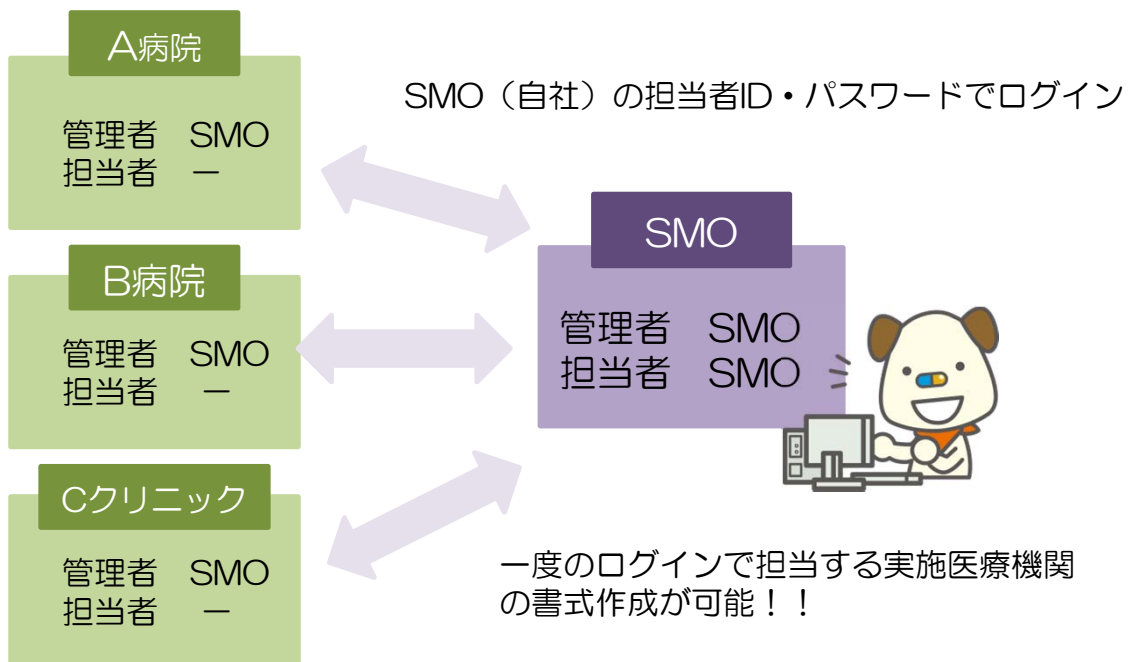 A病院
管理者 SMO
担当者 －
SMO（自社）の担当者ID・パスワードでログイン
B病院
管理者 SMO
担当者 －
SMO
管理者 SMO
担当者 SMO
Cクリニック
管理者 SMO
担当者 －
一度のログインで担当する実施医療機関
の書式作成が可能！！